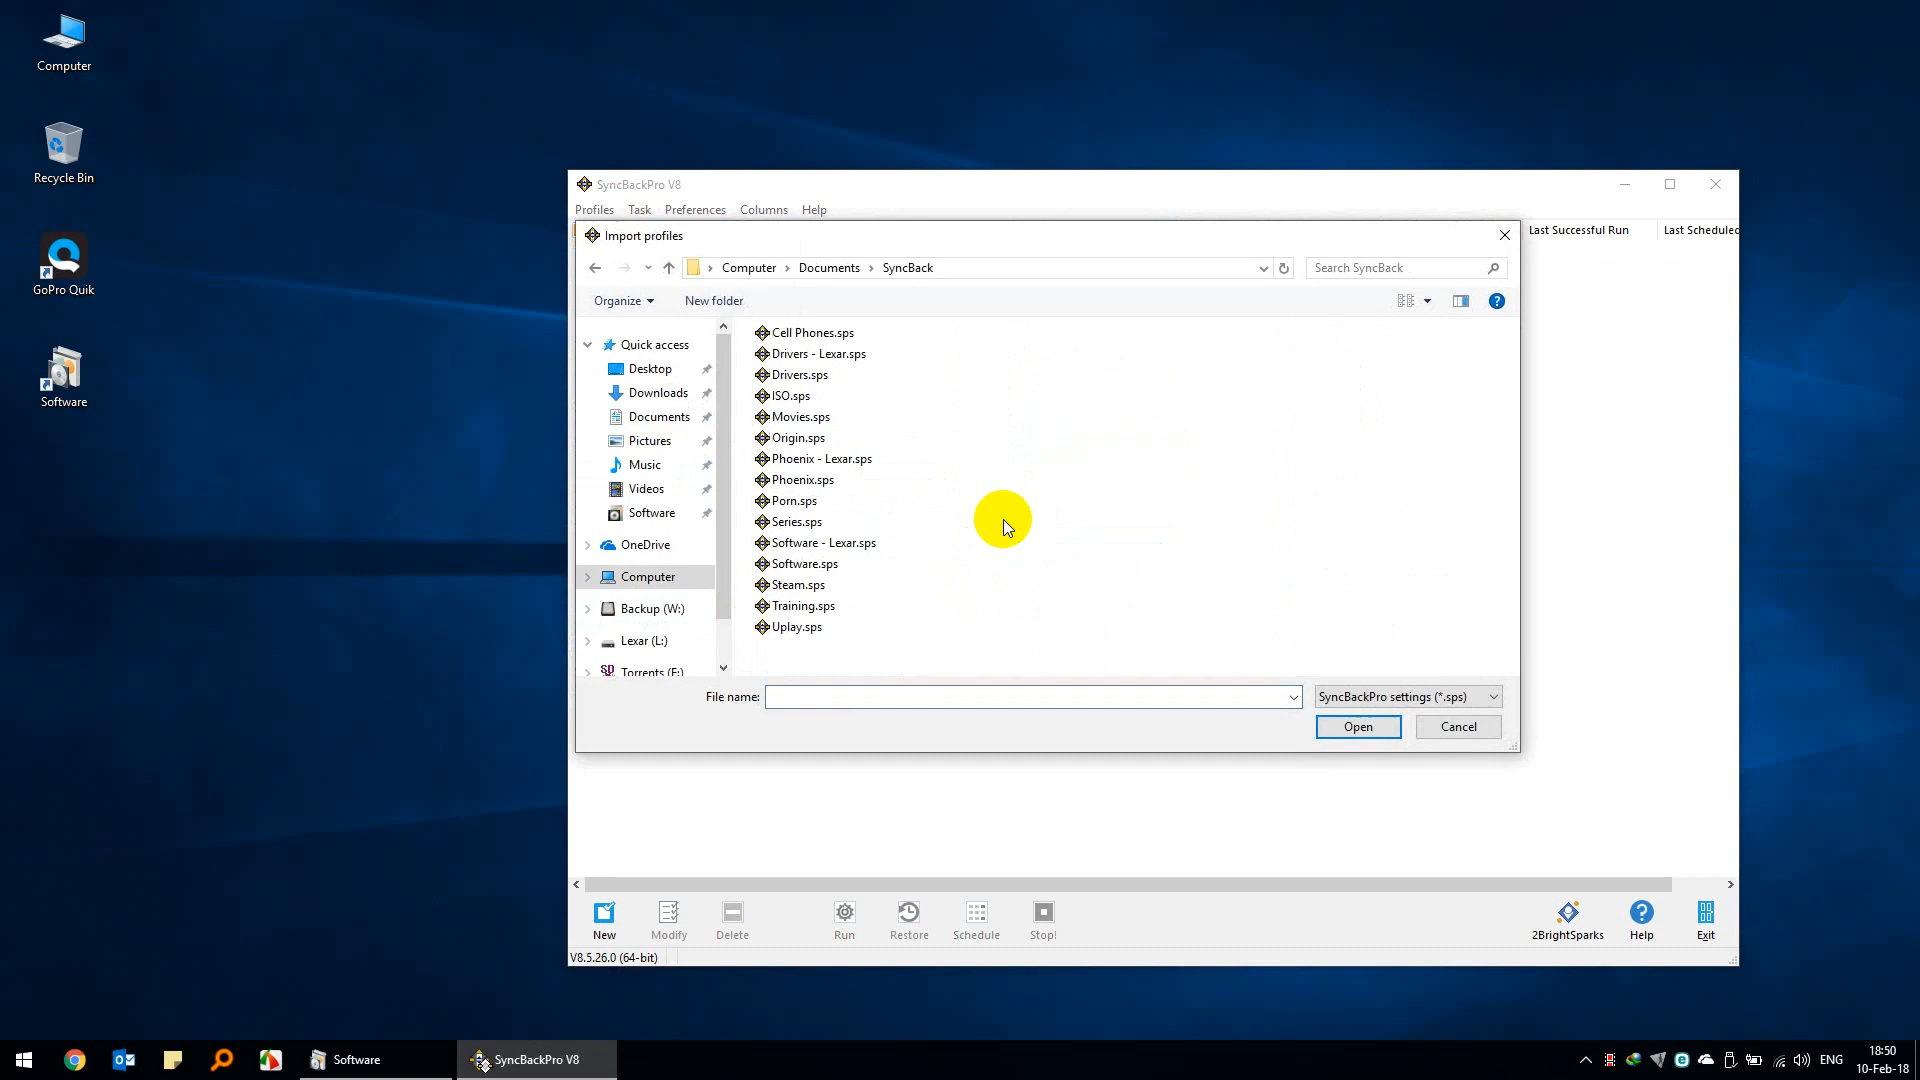 Computer
Recycle Bin
GoPro Quik
Software
SyncBackPro V8
Profiles Task Preferences Columns Help
Last Successful Run Last Scheduled
Import profiles
Computer Documents SyncBack
Search SyncBack
Organize New folder
Quick access
Desktop
Downloads
Documents
Pictures
Music
Videos
Software
OneDrive
Computer
Backup (W:)
Lexar (L:)
Torrents (F:)
Cell Phones.sps
Drivers - Lexar.sps
Drivers.sps
ISO.sps
Movies.sps
Origin.sps
Phoenix - Lexar.sps
Phoenix.sps
Porn.sps
Series.sps
Software - Lexar.sps
Software.sps
Steam.sps
Training.sps
Uplay.sps
File name:
SyncBackPro settings (*.sps)
Open Cancel
New Modify Delete Run Restore Schedule Stop! 2BrightSparks Help Exit
V8.5.26.0 (64-bit)
Software SyncBackPro V8
ENG
18:50
10-Feb-18